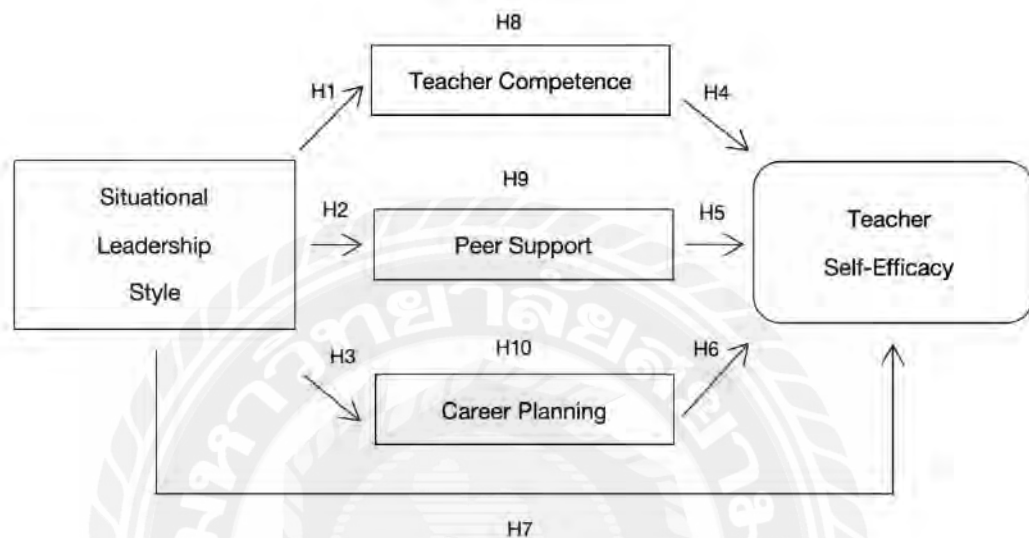 H8
Teacher Competence
H1
H4
Situational
Leadership
Style
H9
H2
Peer Support
H5
Teacher
Self-Efficacy
H10
H3
Career Planning
H6
H7